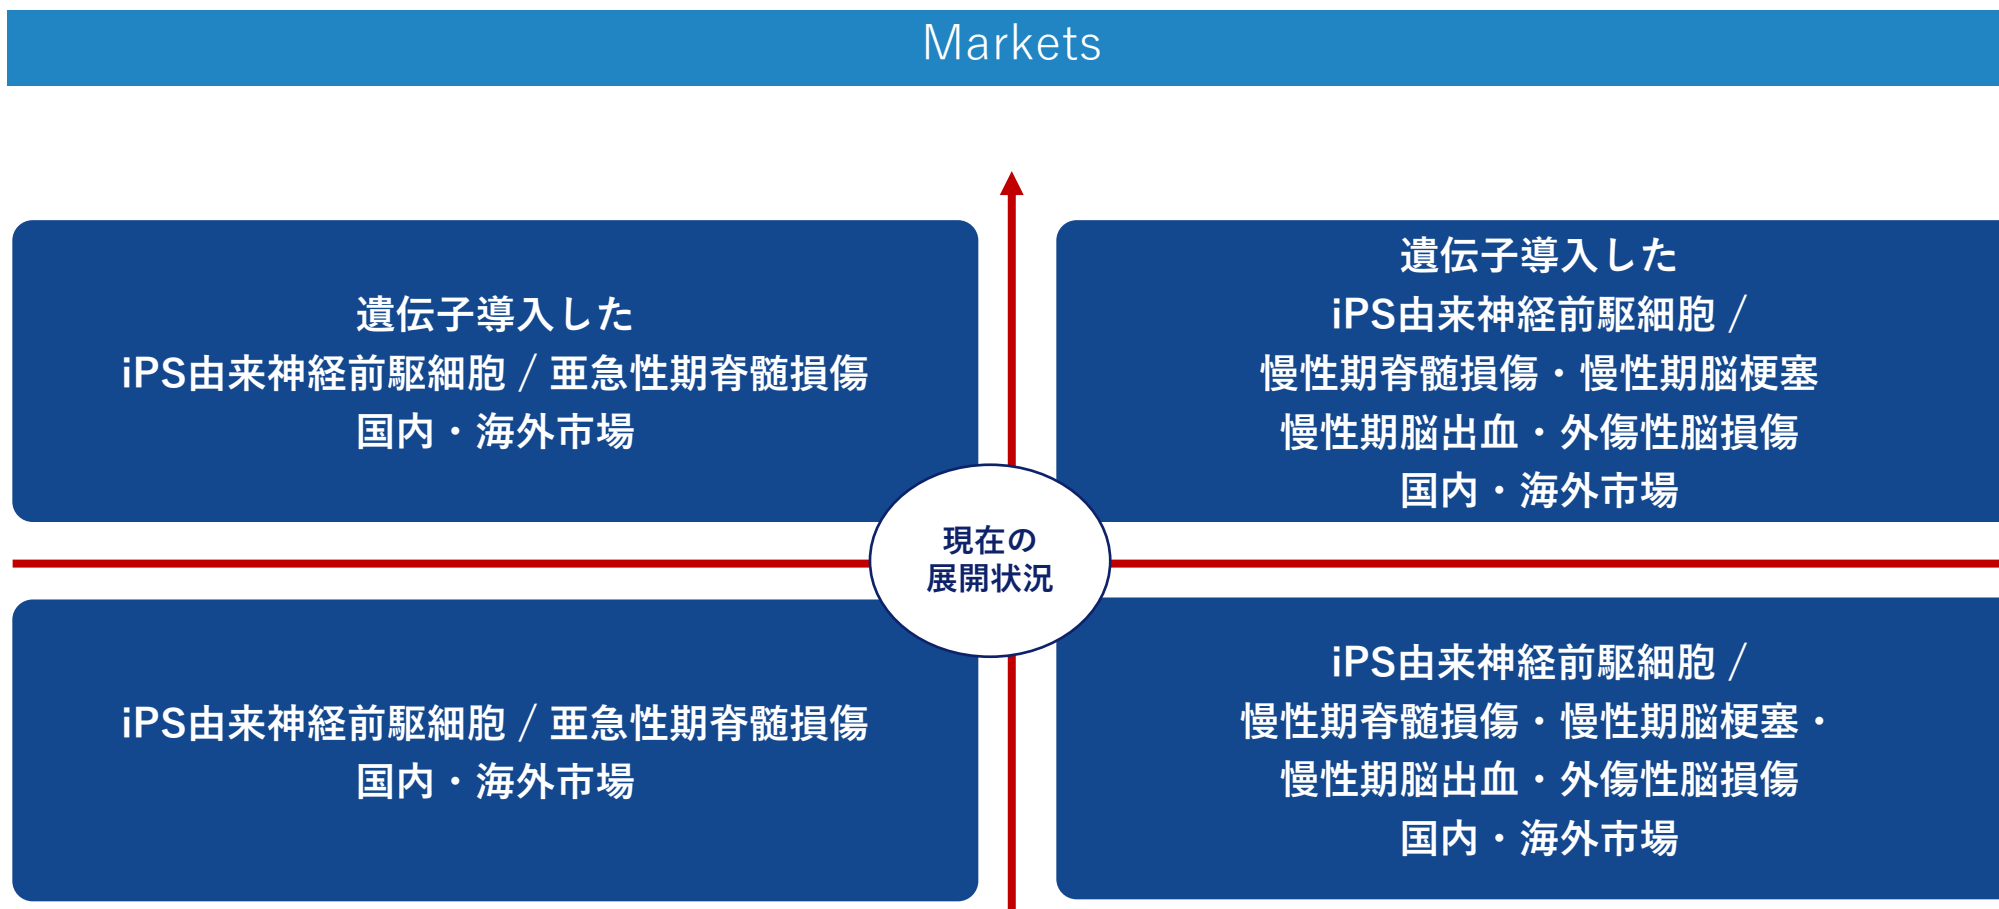 Markets
遺伝子導入した
iPS由来神経前駆細胞 / 亜急性期脊髄損傷
国内・海外市場
遺伝子導入した
iPS由来神経前駆細胞 /
慢性期脊髄損傷・慢性期脳梗塞
慢性期脳出血・外傷性脳損傷
国内・海外市場
現在の
展開状況
iPS由来神経前駆細胞 / 亜急性期脊髄損傷
国内・海外市場
iPS由来神経前駆細胞 /
慢性期脊髄損傷・慢性期脳梗塞・
慢性期脳出血・外傷性脳損傷
国内・海外市場